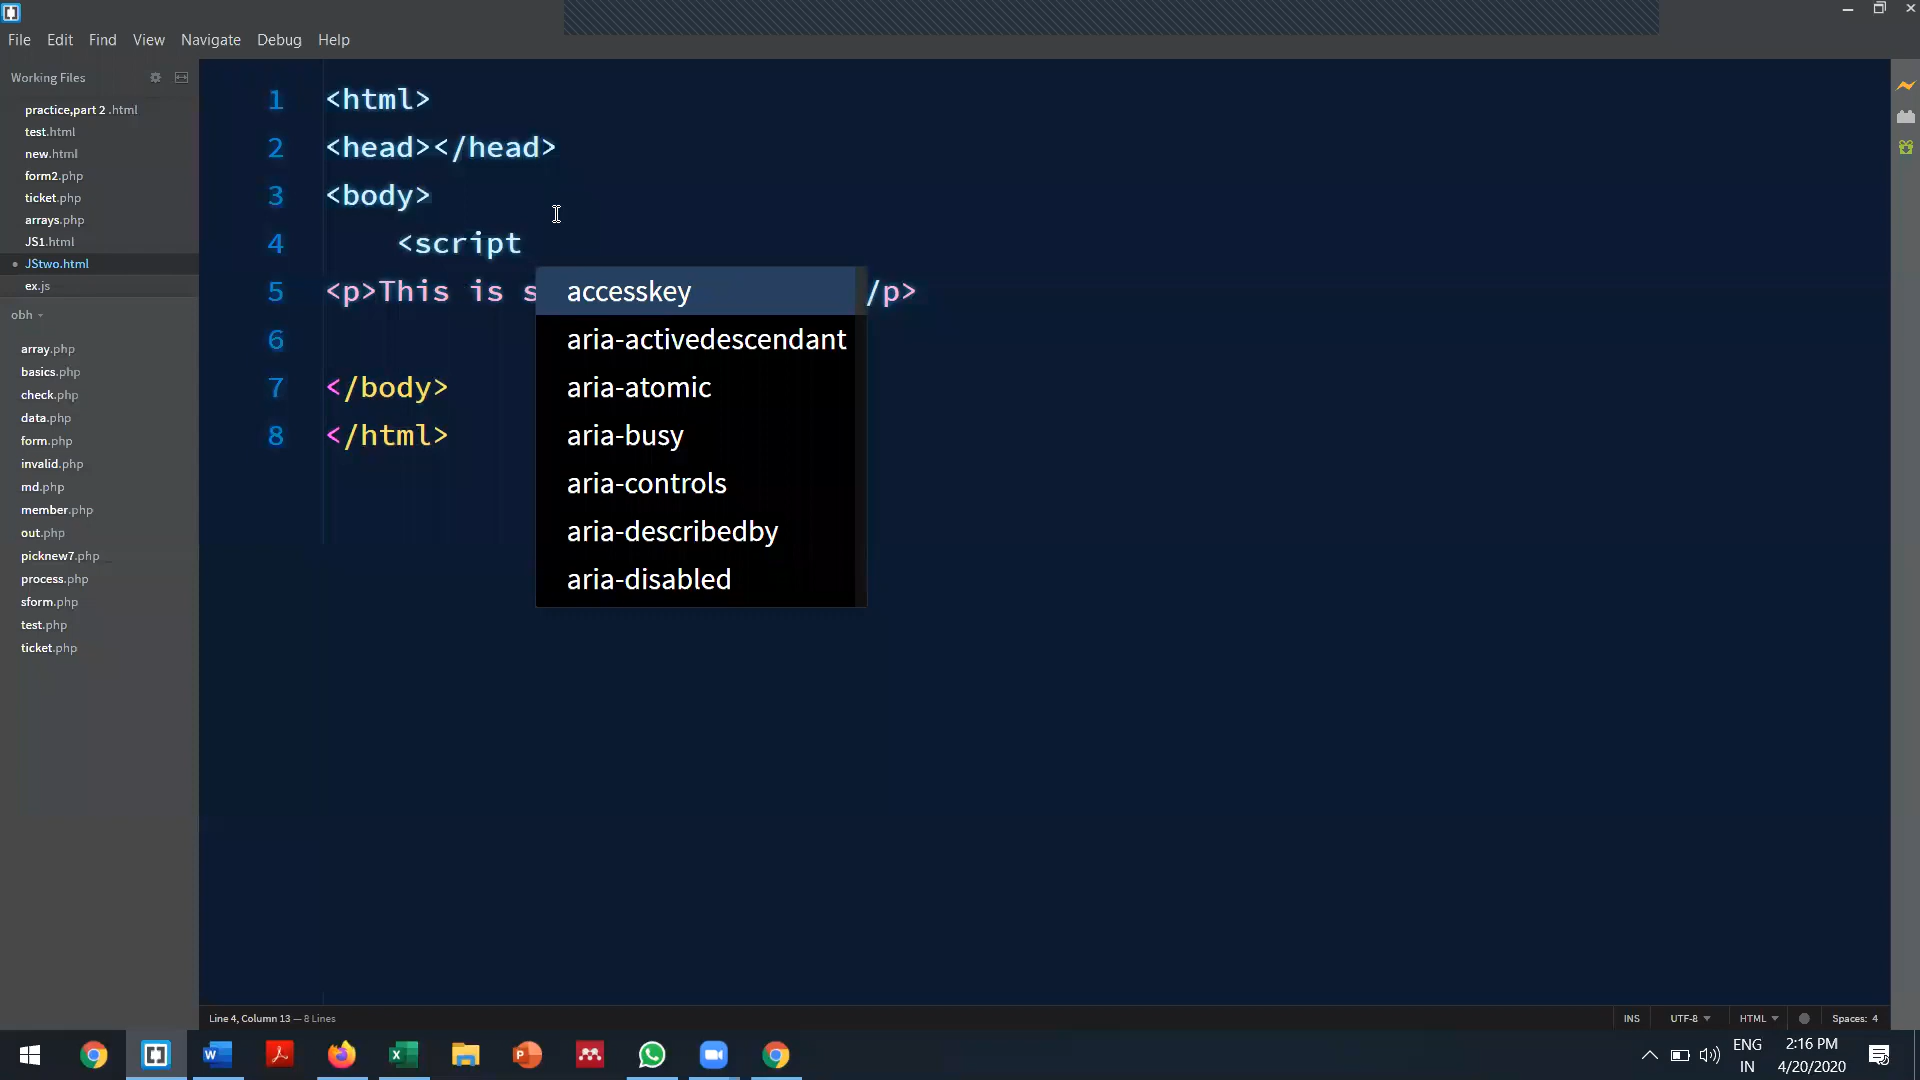 File Edit Find View Navigate Debug Help
Working Files
practice,part 2 .html
test.html
new.html
form2.php
ticket.php
arrays.php
JS1.html
JStwo.html
ex.js
obh
array.php
basics.php
check.php
data.php
form.php
invalid.php
md.php
member.php
out.php
picknew7.php
process.php
sform.php
test.php
ticket.php
1 <html>
2 <head></head>
3 <body>
4 <script
5 <p>This is s /p>
6
7 </body>
8 </html>
accesskey
aria-activedescendant
aria-atomic
aria-busy
aria-controls
aria-describedby
aria-disabled
Line 4, Column 13 — 8 Lines
INS UTF-8 HTML Spaces: 4
ENG
IN
2:16 PM
4/20/2020